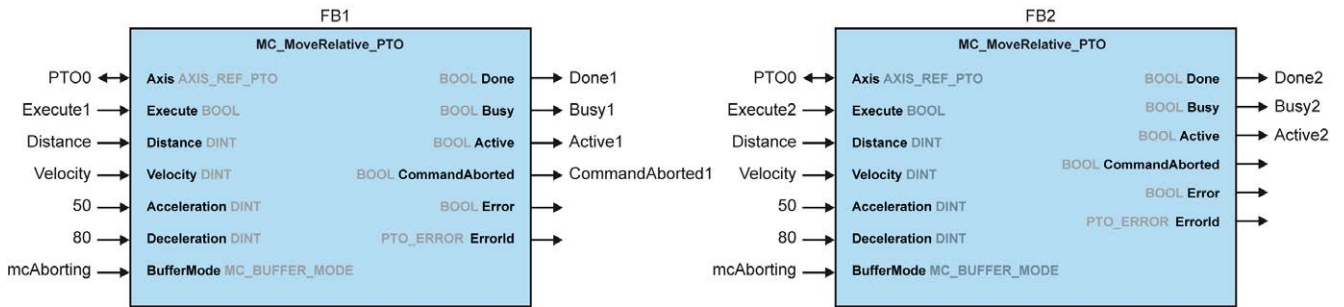 FB1
MC_MoveRelative_PTO
PTO0 Axis AXIS_REF_PTO BOOL Done Done1
Execute1 Execute BOOL BOOL Busy Busy1
Distance Distance DINT BOOL Active Active1
Velocity Velocity DINT BOOL CommandAborted CommandAborted1
50 Acceleration DINT BOOL Error
80 Deceleration DINT PTO_ERROR ErrorId
mcAborting BufferMode MC_BUFFER_MODE
FB2
MC_MoveRelative_PTO
PTO0 Axis AXIS_REF_PTO BOOL Done Done2
Execute2 Execute BOOL BOOL Busy Busy2
Distance Distance DINT BOOL Active Active2
Velocity Velocity DINT BOOL CommandAborted
50 Acceleration DINT BOOL Error
80 Deceleration DINT PTO_ERROR ErrorId
mcAborting BufferMode MC_BUFFER_MODE